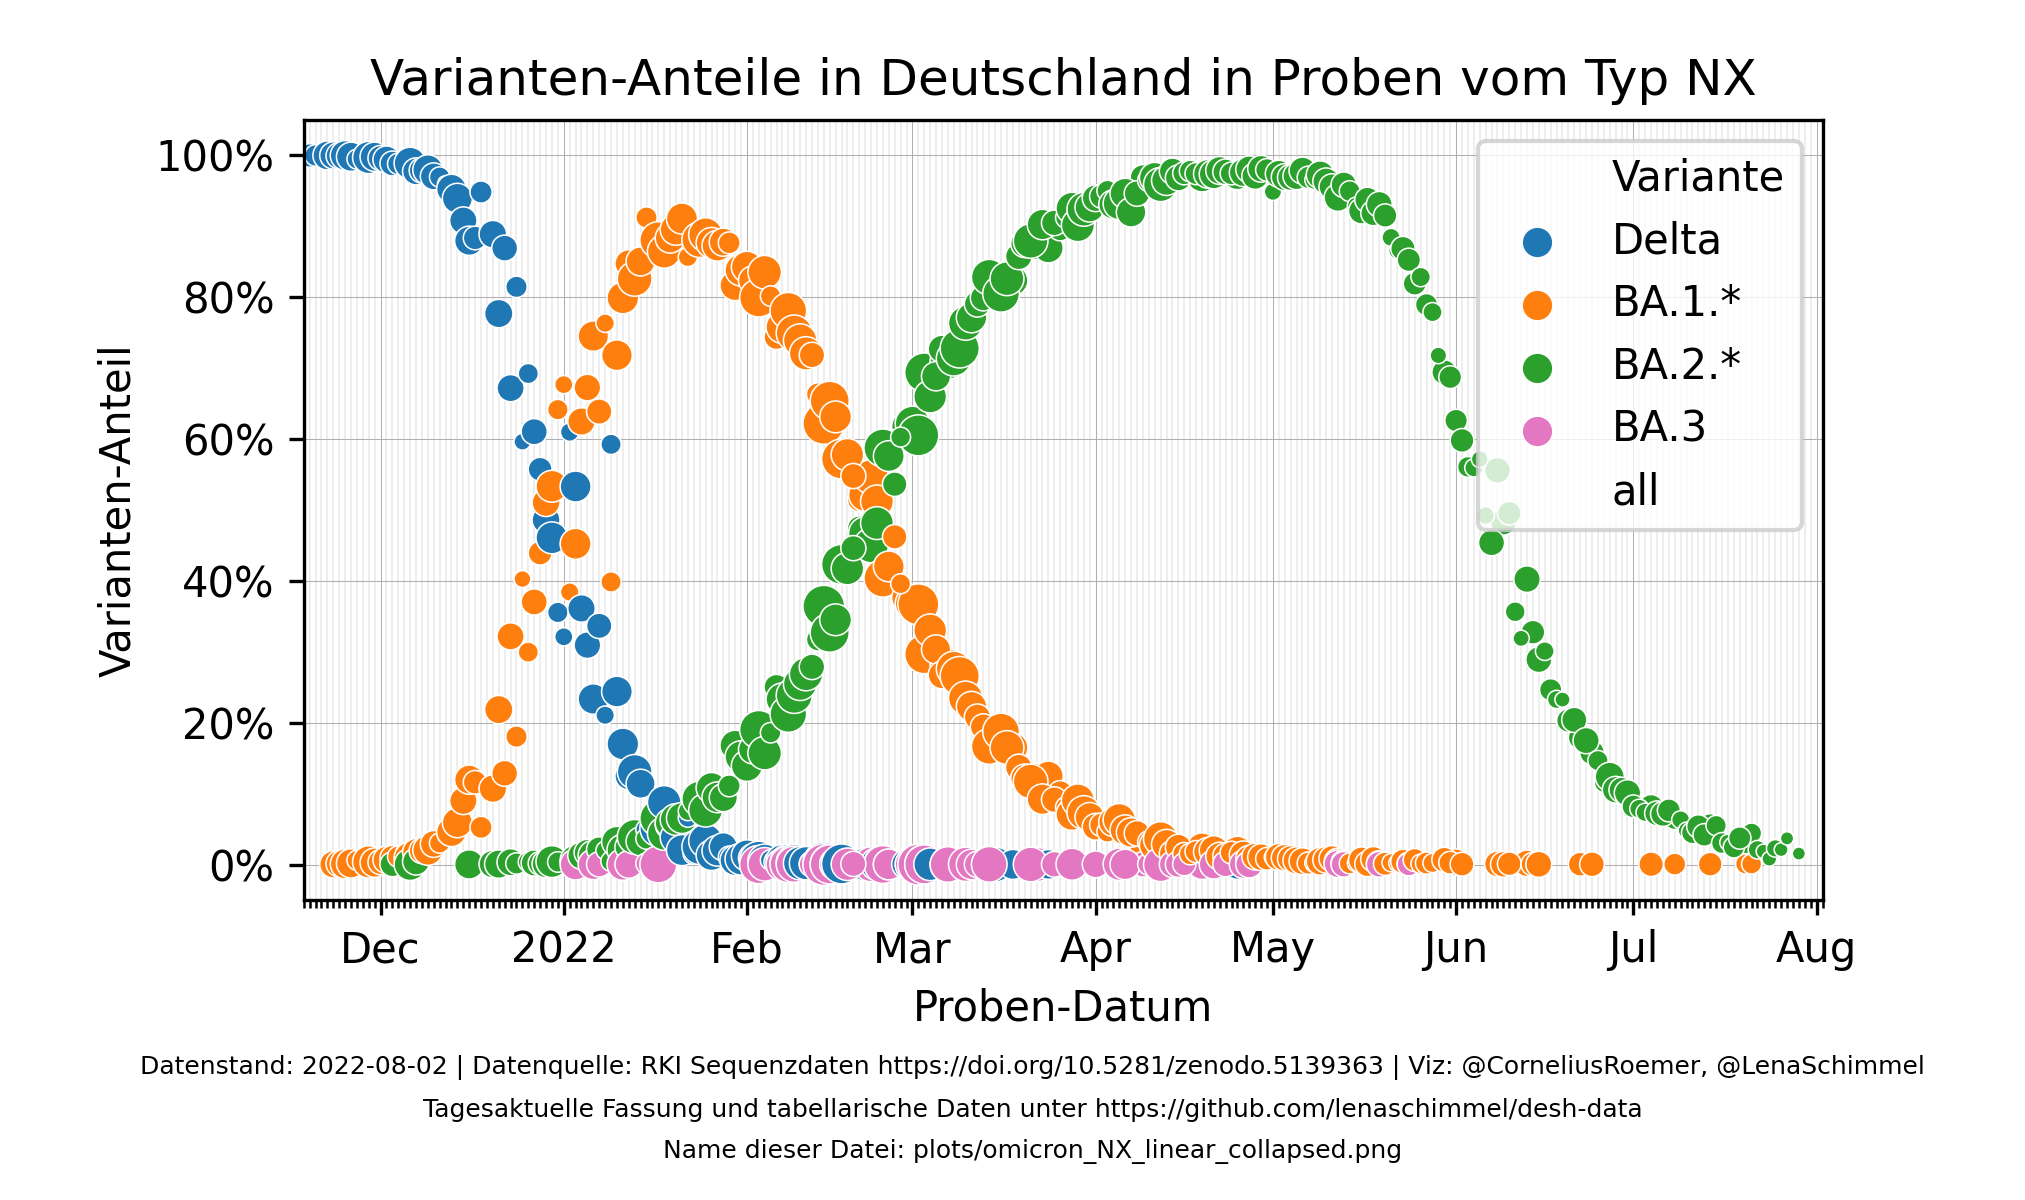 Varianten-Anteile in Deutschland in Proben vom Typ NX
Varianten-Anteil
100%
80%
60%
40%
20%
0%
Variante
Delta
BA.1.*
BA.2.*
BA.3
all
Dec 2022 Feb Mar Apr May Jun Jul Aug
Proben-Datum
Datenstand: 2022-08-02 | Datenquelle: RKI Sequenzdaten https://doi.org/10.5281/zenodo.5139363 | Viz: @CorneliusRoemer, @LenaSchimmel
Tagesaktuelle Fassung und tabellarische Daten unter https://github.com/lenaschimmel/desh-data
Name dieser Datei: plots/omicron_NX_linear_collapsed.png